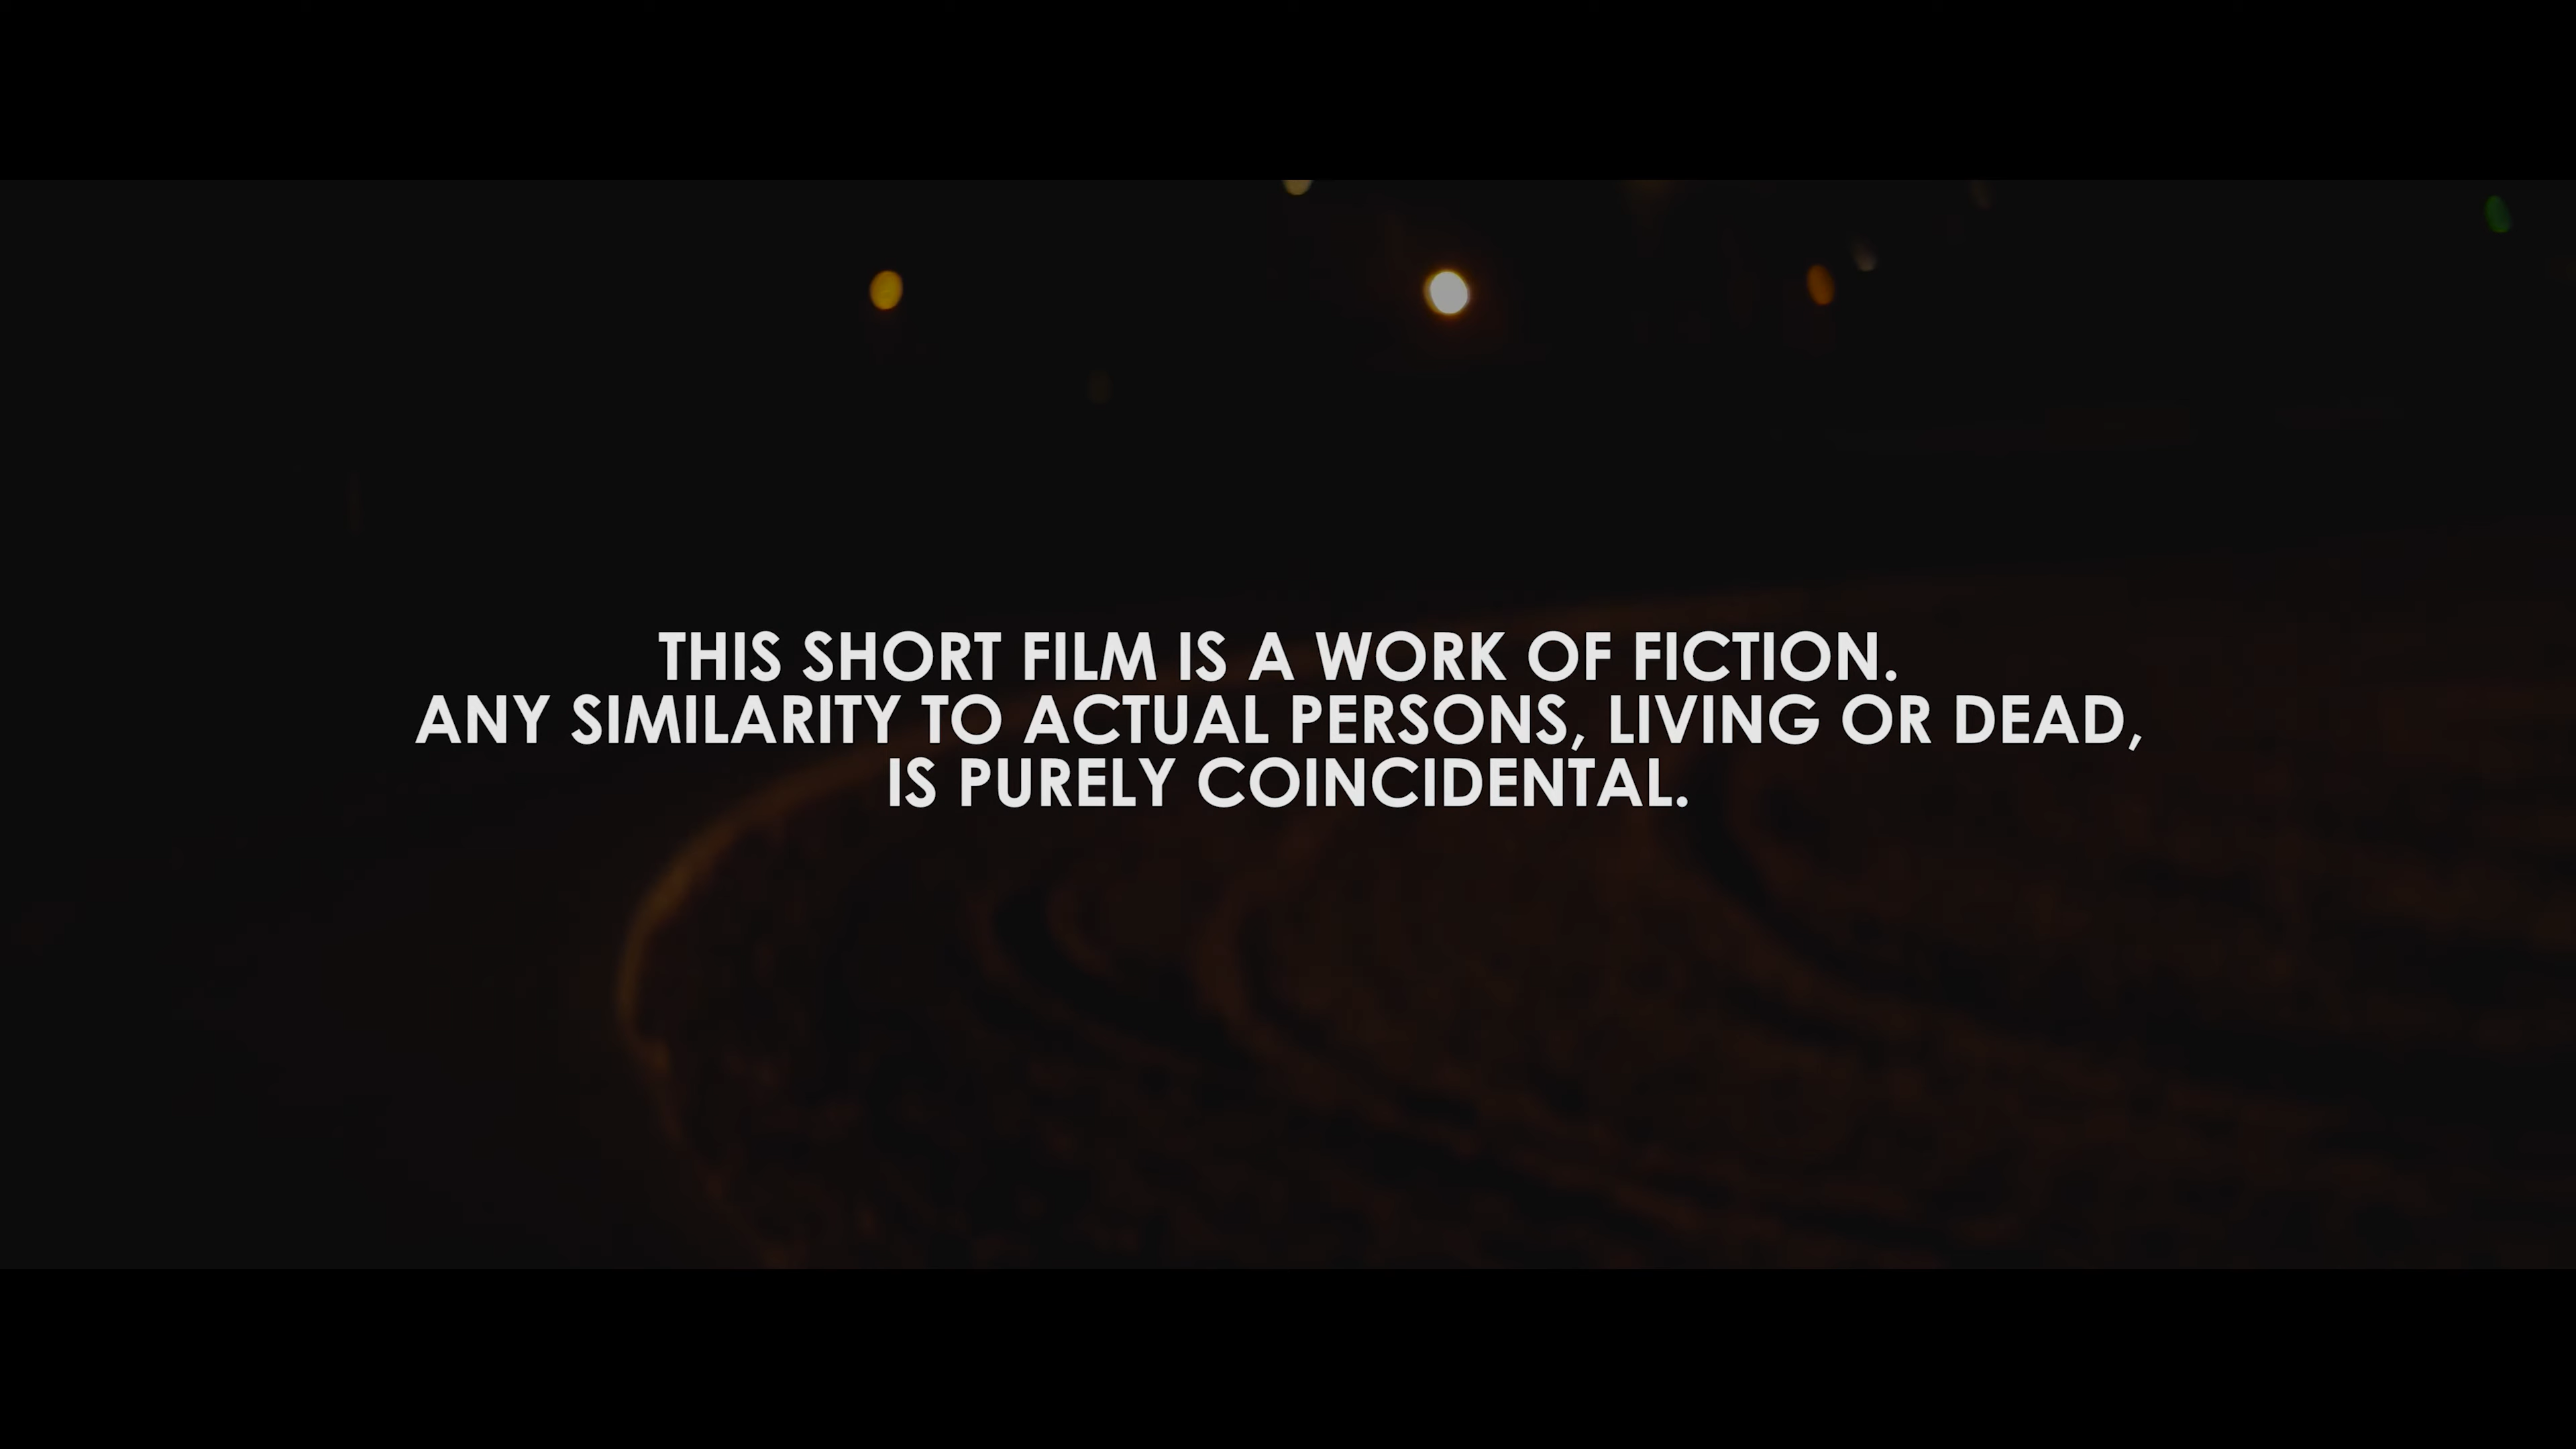 THIS SHORT FILM IS A WORK OF FICTION.
ANY SIMILARITY TO ACTUAL PERSONS, LIVING OR DEAD,
IS PURELY COINCIDENTAL.